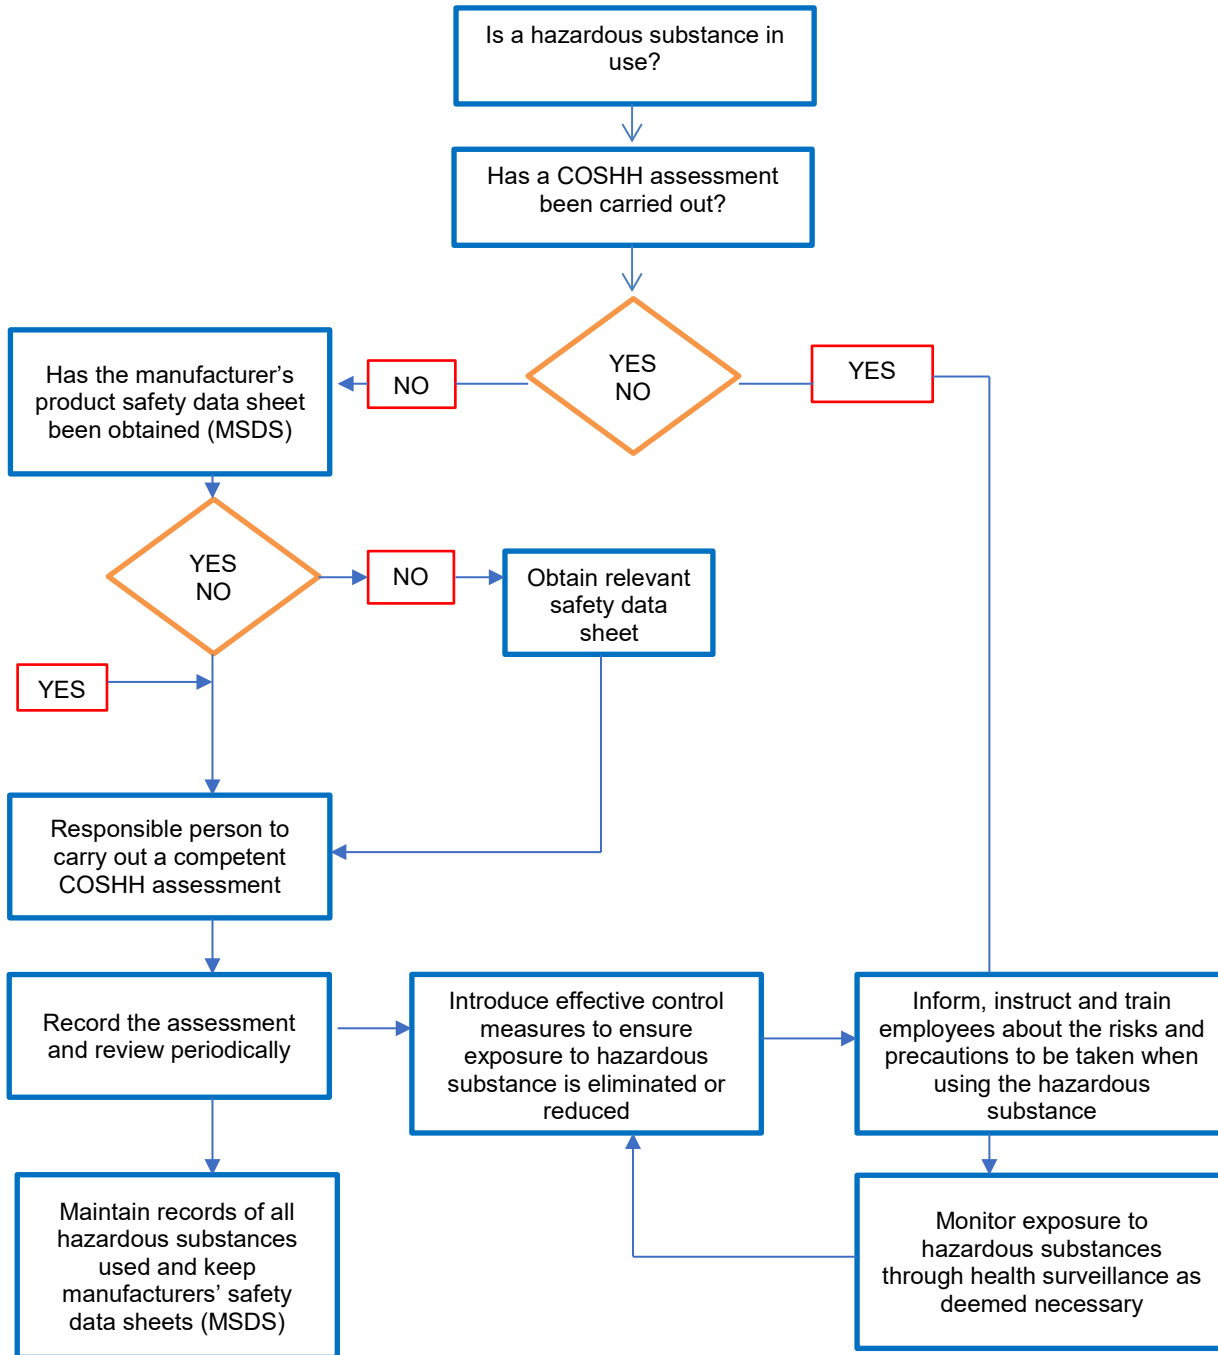 Is a hazardous substance in
use?
Has a COSHH assessment
been carried out?
YES
NO
NO
YES
Has the manufacturer’s
product safety data sheet
been obtained (MSDS)
YES
NO
NO
Obtain relevant
safety data
sheet
YES
Responsible person to
carry out a competent
COSHH assessment
Record the assessment
and review periodically
Introduce effective control
measures to ensure
exposure to hazardous
substance is eliminated or
reduced
Inform, instruct and train
employees about the risks and
precautions to be taken when
using the hazardous
substance
Maintain records of all
hazardous substances
used and keep
manufacturers’ safety
data sheets (MSDS)
Monitor exposure to
hazardous substances
through health surveillance as
deemed necessary